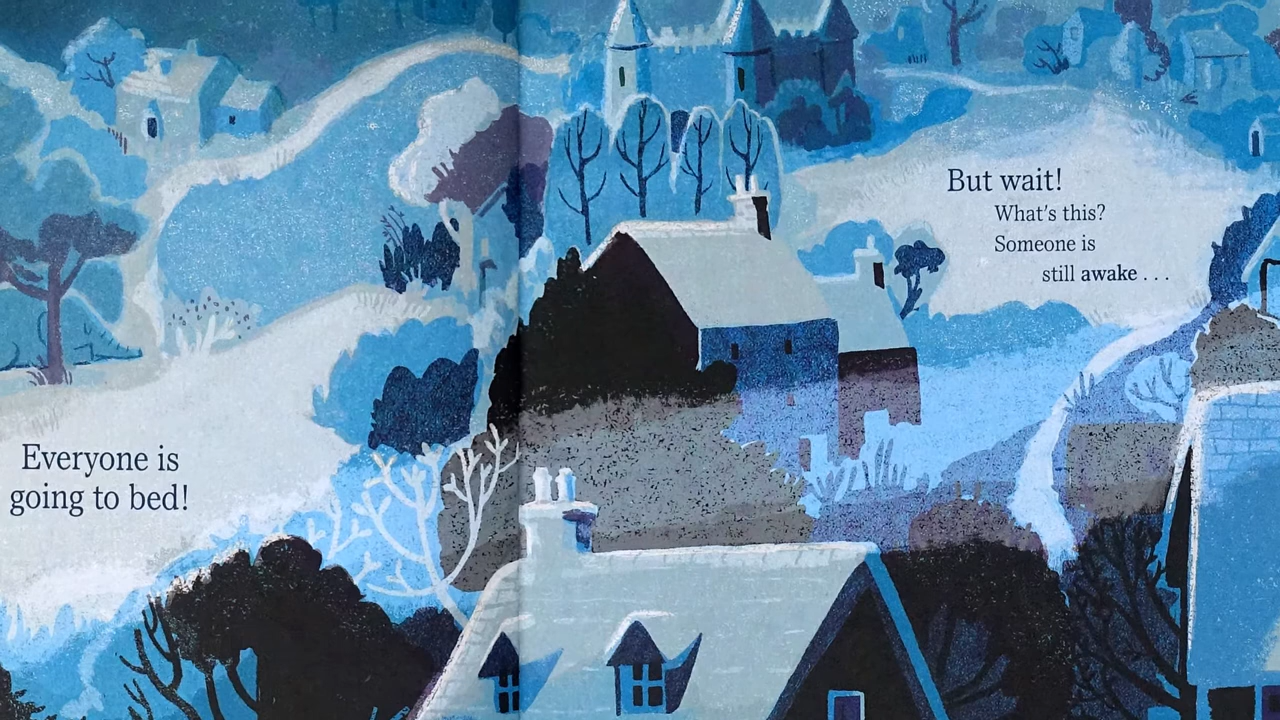 Everyone is
going to bed!
But wait!
What's this?
Someone is
still awake . . .